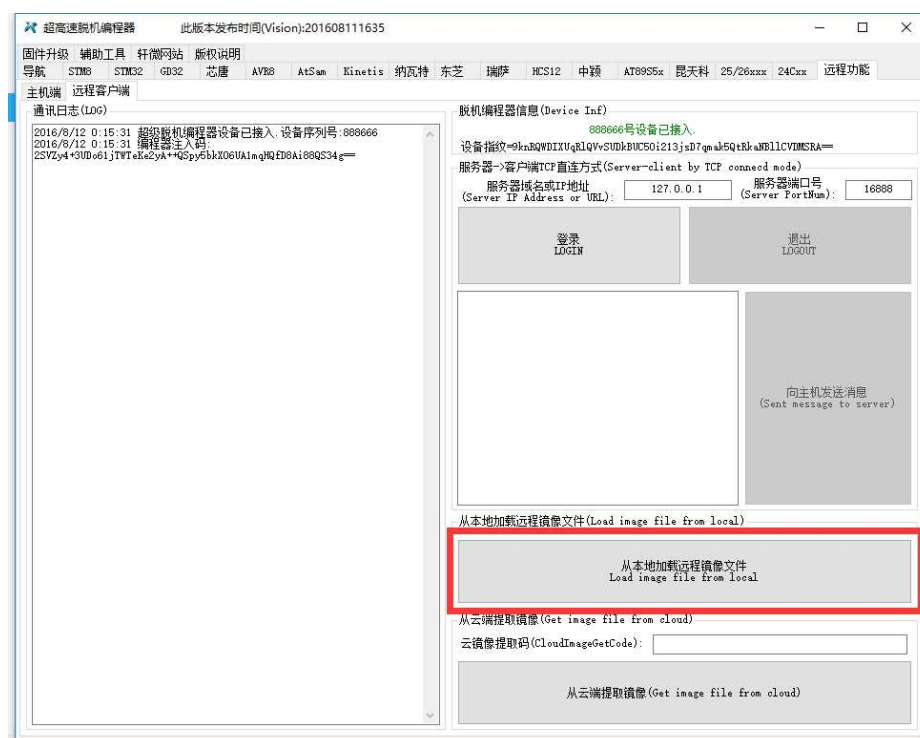 超高速脱机编程器 此版本发布时间(Vision):201608111635
固件升级 辅助工具 轩微网站 版权说明
导航 STM8 STM32 GD32 芯唐 AVR8 AtSam Kinetis 纳瓦特 东芝 瑞萨 HCS12 中颖 AT89S5x 昆天科 25/26xxx 24Cxx 远程功能
主机端 远程客户端
通讯日志(LOG)
2016/8/12 0:15:31 超级脱机编程器设备已接入.设备序列号:888666
2016/8/12 0:15:31 编程器注入码:
2SVZy4+3UDo61jTWTeKe2yA++QSpy5bkXO6UA1mqHQfD8Ai88QS34g==
脱机编程器信息(Device Inf)
888666号设备已接入.
设备指纹=9knRQWDIXUqRlQVvSUDkBUC5Oi213jsD7qmak5QtRkaNBllCVDMSRA==
服务器->客户端TCP直连方式(Server-client by TCP connecd mode)
服务器域名或IP地址
(Server IP Address or URL):
127.0.0.1
服务器端口号
(Server PortNum):
16888
登录
LOGIN
退出
LOGOUT
向主机发送消息
(Sent message to server)
从本地加载远程镜像文件(Load image file from local)
从本地加载远程镜像文件
Load image file from local
从云端提取镜像(Get image file from cloud)
云镜像提取码(CloudImageGetCode):
从云端提取镜像(Get image file from cloud)